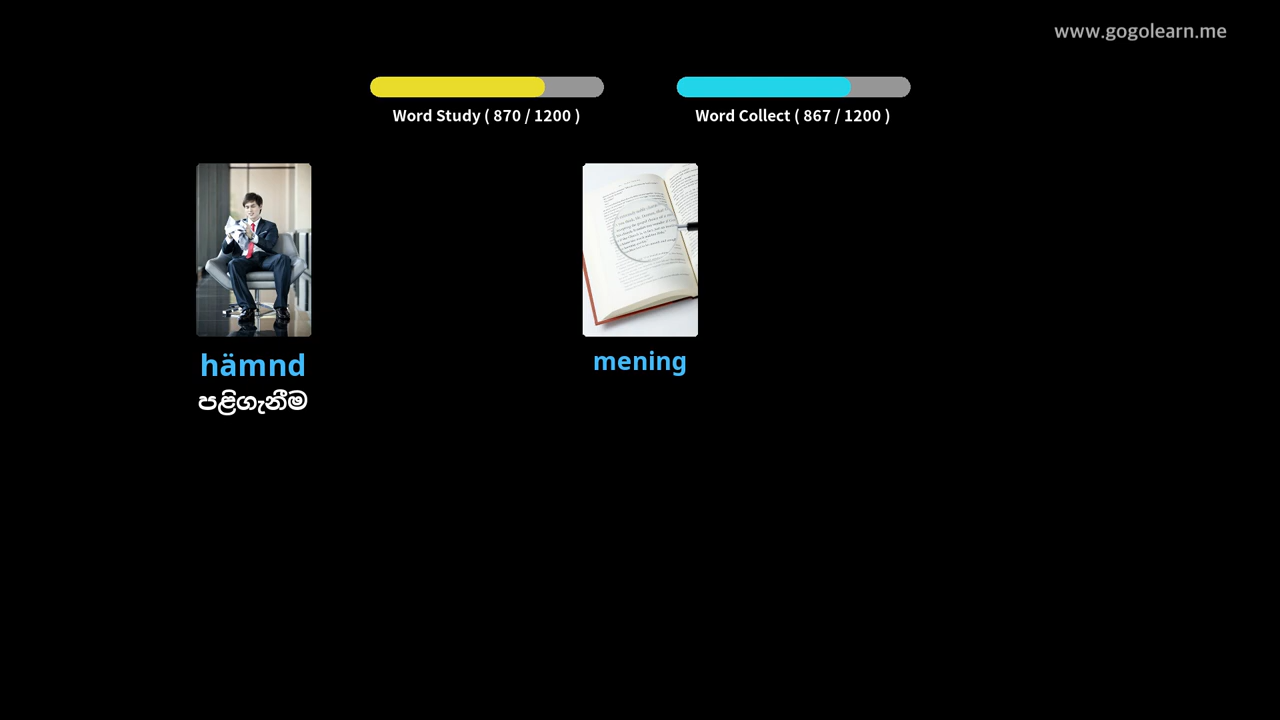 www.gogolearn.me
Word Study ( 870 / 1200 )
Word Collect ( 867 / 1200 )
hämnd
පළිගැනීම
mening